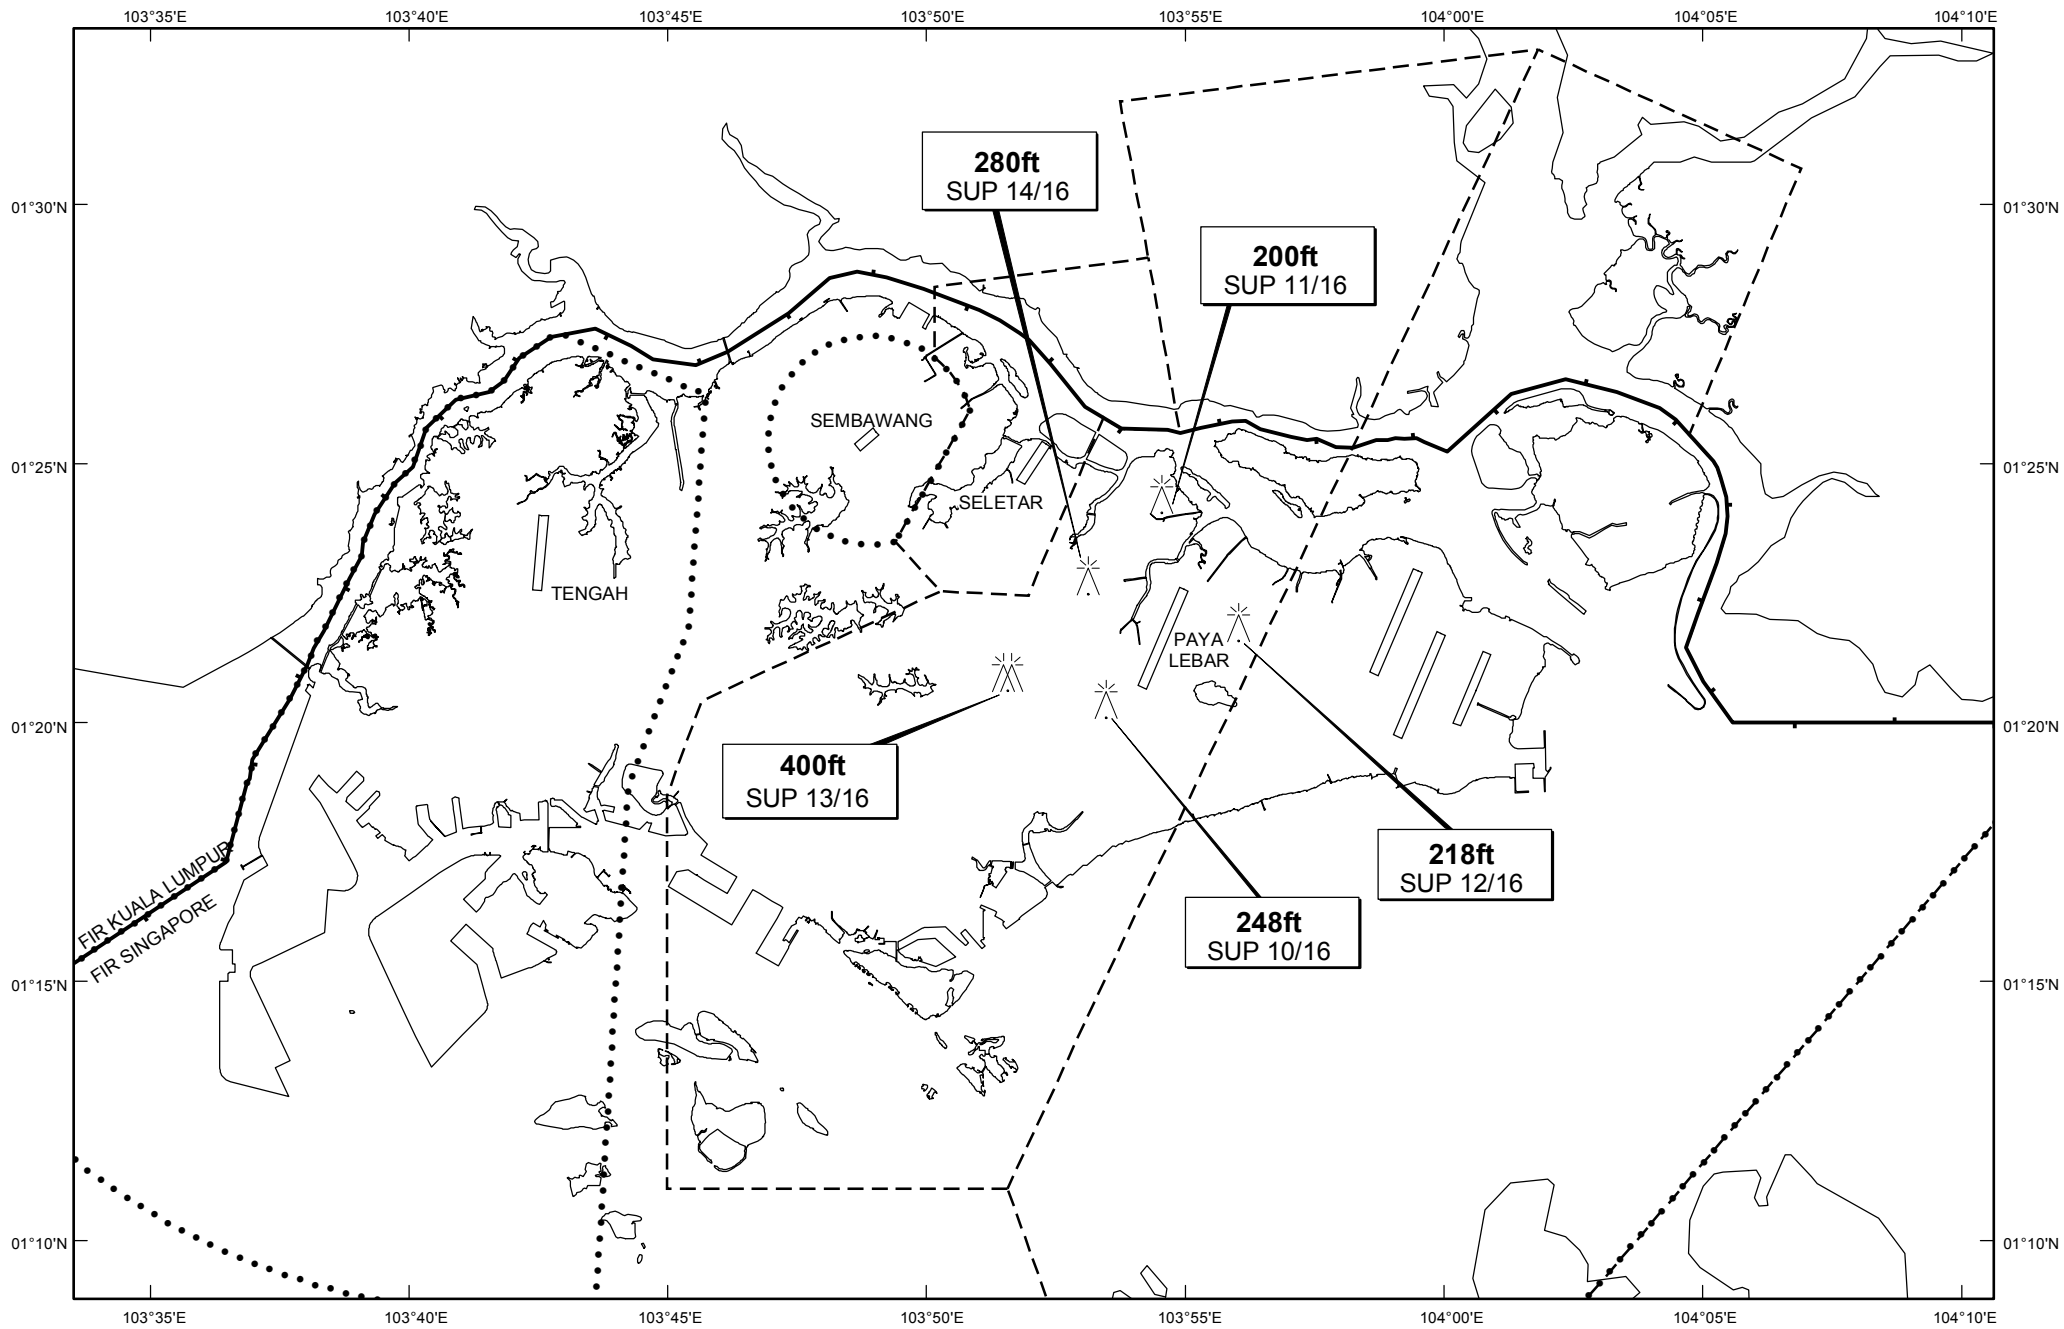 103°35'E
103°40'E
103°45'E
103°50'E
103°55'E
104°00'E
104°05'E
104°10'E
280ft
SUP 14/16
01°30'N
01°30'N
200ft
SUP 11/16
SEMBAWANG
01°25'N
01°25'N
SELETAR
TENGAH
PAYA
LEBAR
01°20'N
01°20'N
400ft
SUP 13/16
218ft
SUP 12/16
FIR KUALA LUMPUR
FIR SINGAPORE
248ft
SUP 10/16
01°15'N
01°15'N
01°10'N
01°10'N
103°35'E
103°40'E
103°45'E
103°50'E
103°55'E
104°00'E
104°05'E
104°10'E